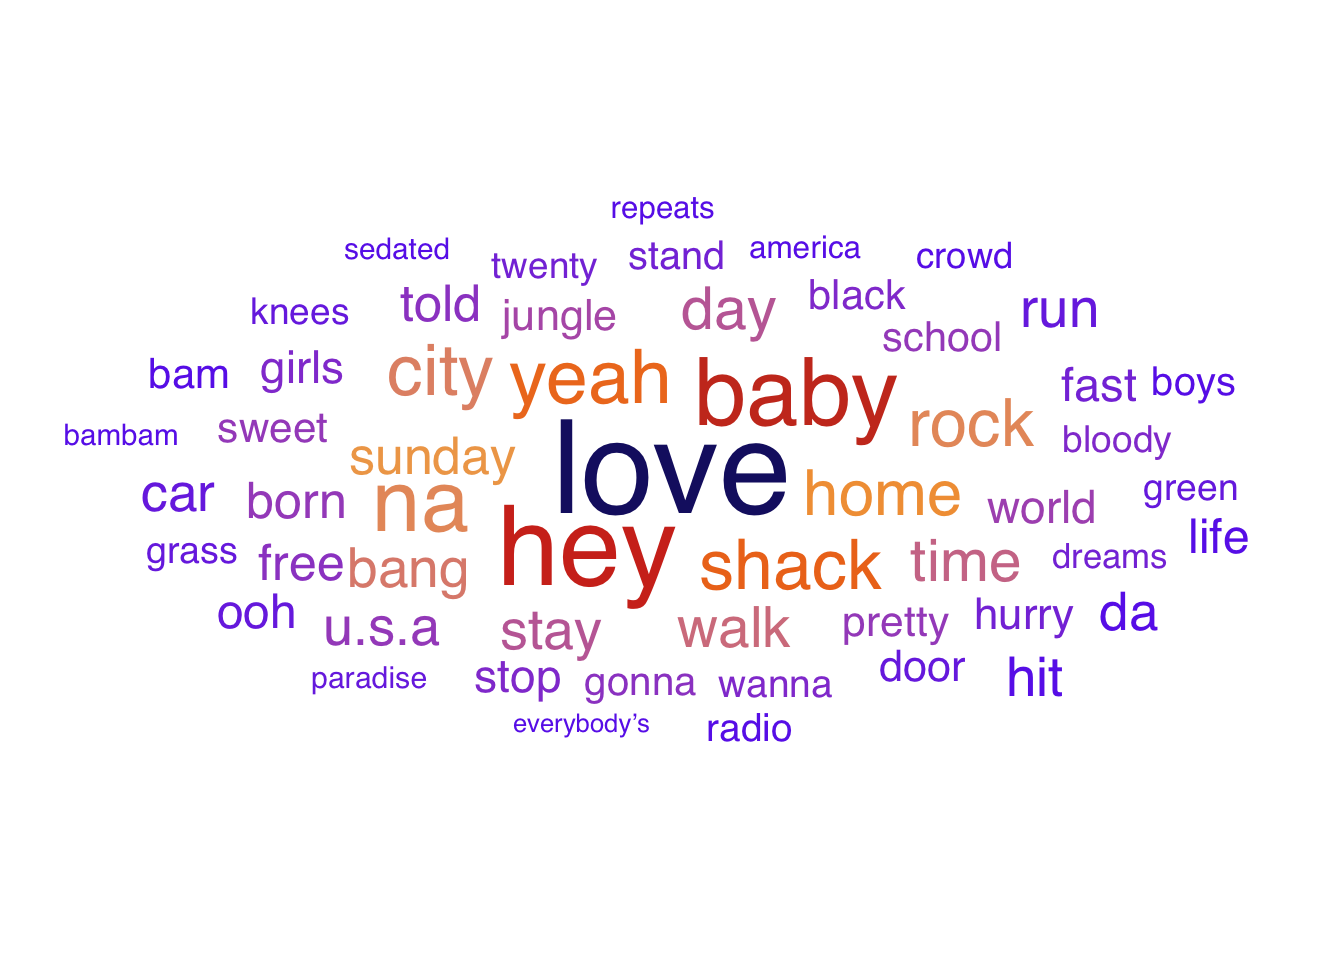 repeats
sedated twenty stand america crowd
knees told jungle day black school run
bam girls city yeah baby fast boys
bambam sweet sunday love rock bloody
car born na hey home world green
grass free bang shack time dreams life
ooh u.s.a stay walk pretty hurry da
paradise stop gonna wanna door hit
everybody’s radio